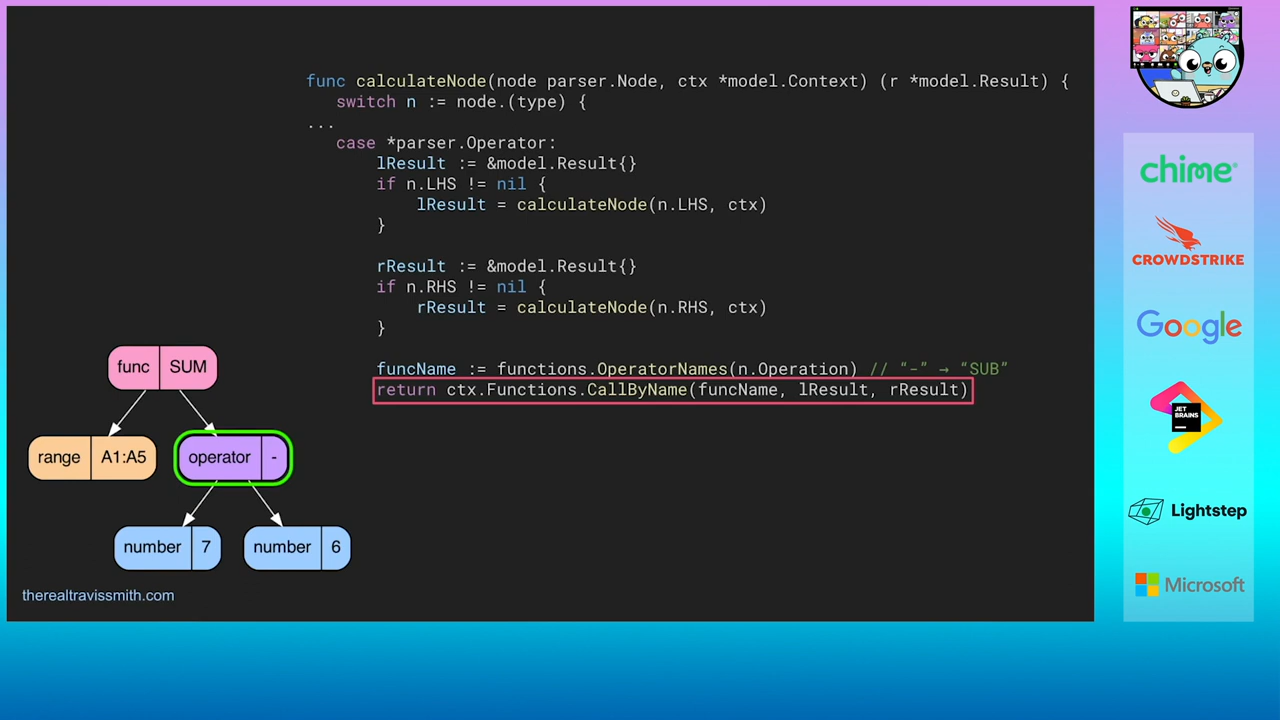 func calculateNode(node parser.Node, ctx *model.Context) (r *model.Result) {
switch n := node.(type) {
...
case *parser.Operator:
lResult := &model.Result{}
if n.LHS != nil {
lResult = calculateNode(n.LHS, ctx)
}
rResult := &model.Result{}
if n.RHS != nil {
rResult = calculateNode(n.RHS, ctx)
}
funcName := functions.OperatorNames(n.Operation) // “-” → “SUB”
return ctx.Functions.CallByName(funcName, lResult, rResult)
func SUM
range A1:A5
operator -
number 7
number 6
therealtravissmith.com
chime
CROWDSTRIKE
Google
JET
BRAINS
Lightstep
Microsoft